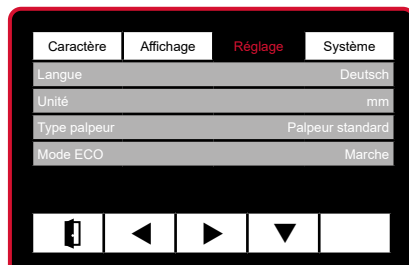 Caractère Affichage Réglage Système
Langue Deutsch
Unité mm
Type palpeur Palpeur standard
Mode ECO Marche